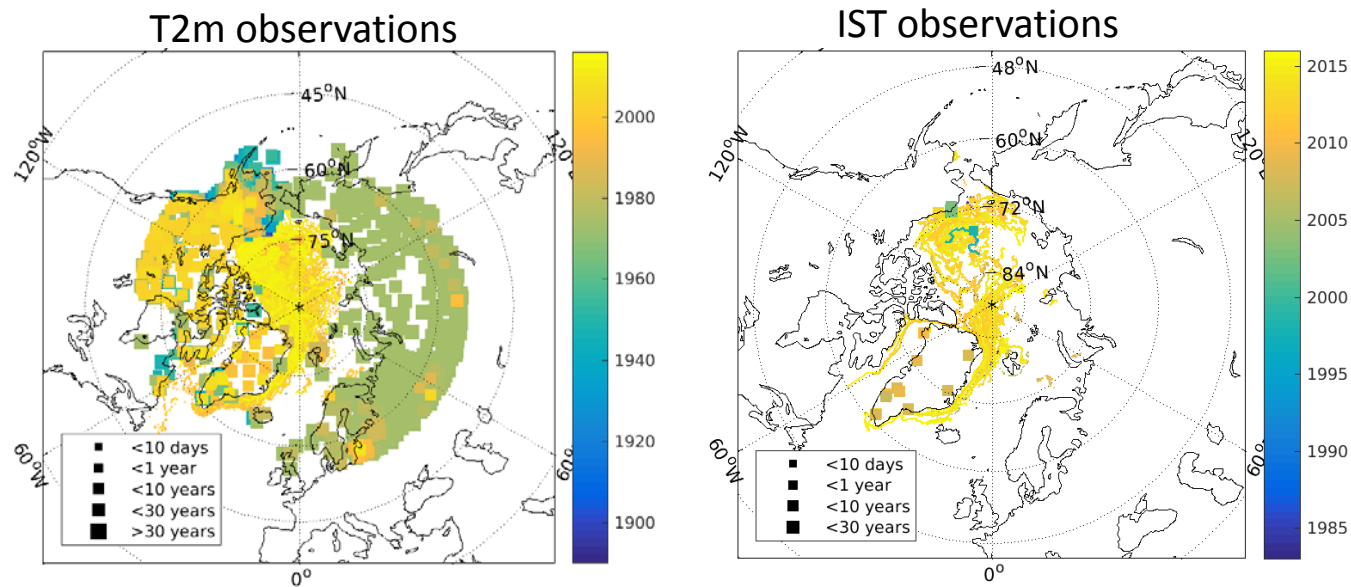 T2m observations
45°N
60°N
75°N
120°W
120°E
60°W
60°
0°
<10 days
<1 year
<10 years
<30 years
>30 years
2000
1980
1960
1940
1920
1900
IST observations
48°N
60°N
72°N
84°N
120°W
120°E
60°W
60°
0°
<10 days
<1 year
<10 years
<30 years
2015
2010
2005
2000
1995
1990
1985